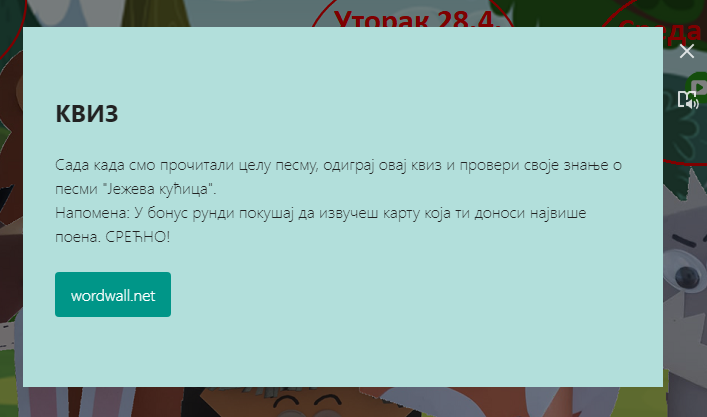 Уторак 28.4.
КВИЗ
Сада када смо прочитали целу песму, одиграј овај квиз и провери своје знање о
песми "Јежева кућица".
Напомена: У бонус рунди покушај да извучеш карту која ти доноси највише
поена. СРЕЋНО!
wordwall.net